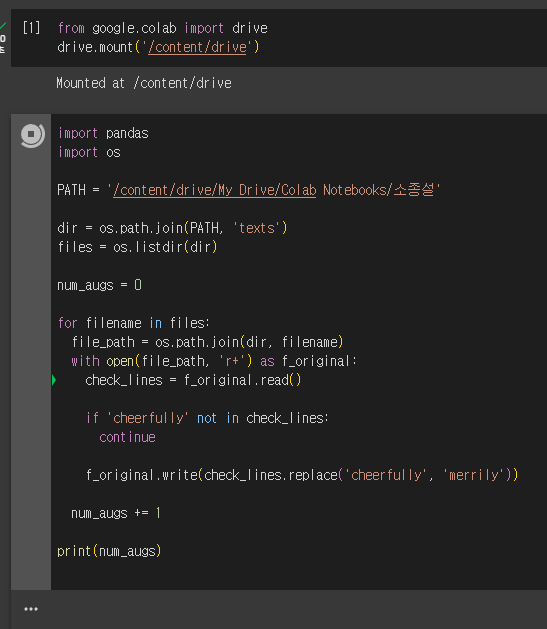 [1] from google.colab import drive
drive.mount('/content/drive')
Mounted at /content/drive
import pandas
import os
PATH = '/content/drive/My Drive/Colab Notebooks/소종설'
dir = os.path.join(PATH, 'texts')
files = os.listdir(dir)
num_augs = 0
for filename in files:
file_path = os.path.join(dir, filename)
with open(file_path, 'r+') as f_original:
check_lines = f_original.read()
if 'cheerfully' not in check_lines:
continue
f_original.write(check_lines.replace('cheerfully', 'merrily'))
num_augs += 1
print(num_augs)